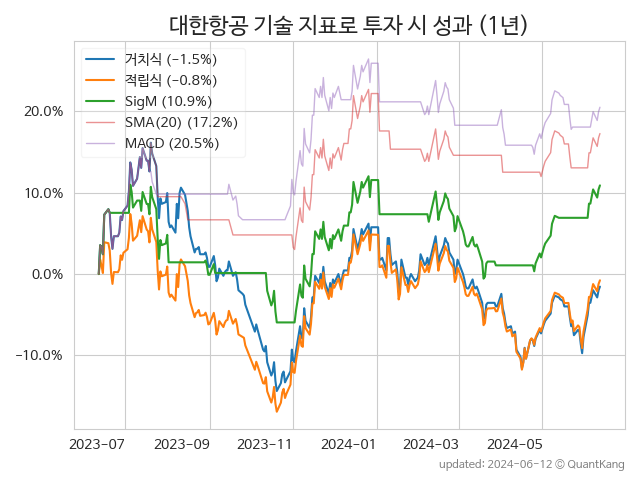 대한항공 기술 지표로 투자 시 성과 (1년)
거치식 (−1.5%)
적립식 (−0.8%)
SigM (10.9%)
SMA(20) (17.2%)
MACD (20.5%)
20.0%
10.0%
0.0%
−10.0%
2023-07 2023-09 2023-11 2024-01 2024-03 2024-05
updated: 2024-06-12 © QuantKang